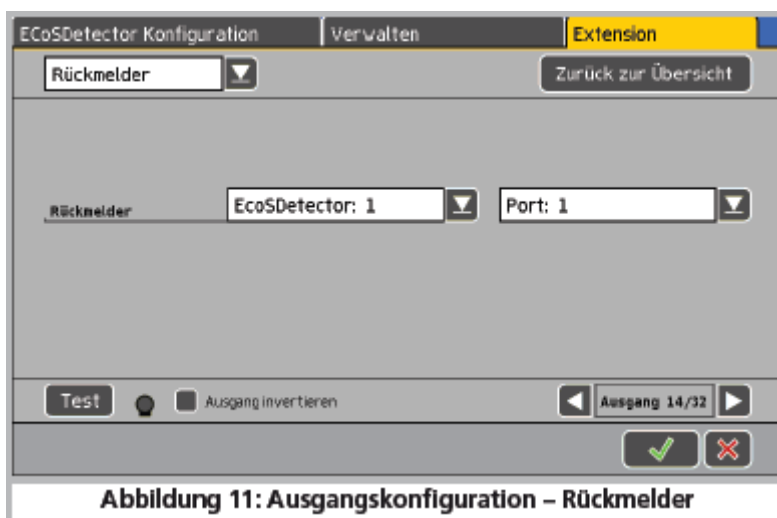 ECoSDetector Konfiguration Verwalten Extension
Rückmelder Zurück zur Übersicht
Rückmelder EcoSDetector: 1 Port: 1
Test Ausgang invertieren Ausgang 14/32
Abbildung 11: Ausgangskonfiguration – Rückmelder